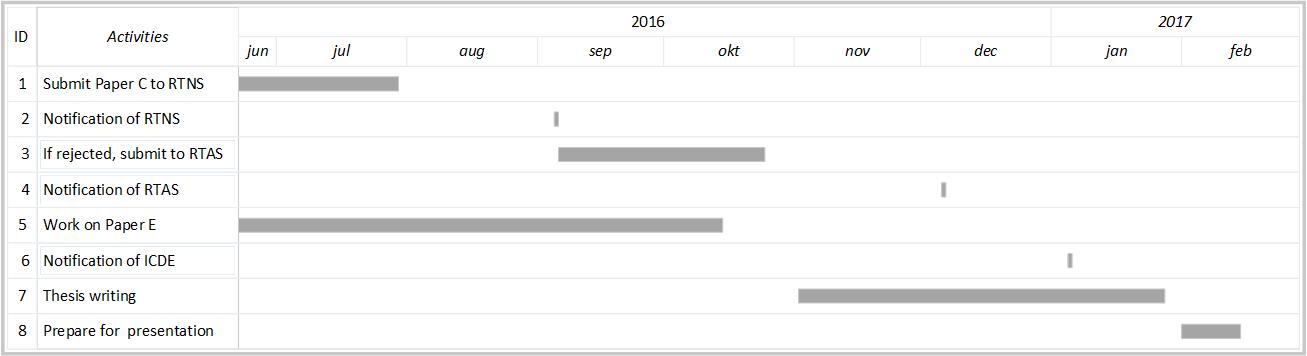 ID Activities 2016 2017
jun jul aug sep okt nov dec jan feb
1 Submit Paper C to RTNS
2 Notification of RTNS
3 If rejected, submit to RTAS
4 Notification of RTAS
5 Work on Paper E
6 Notification of ICDE
7 Thesis writing
8 Prepare for presentation